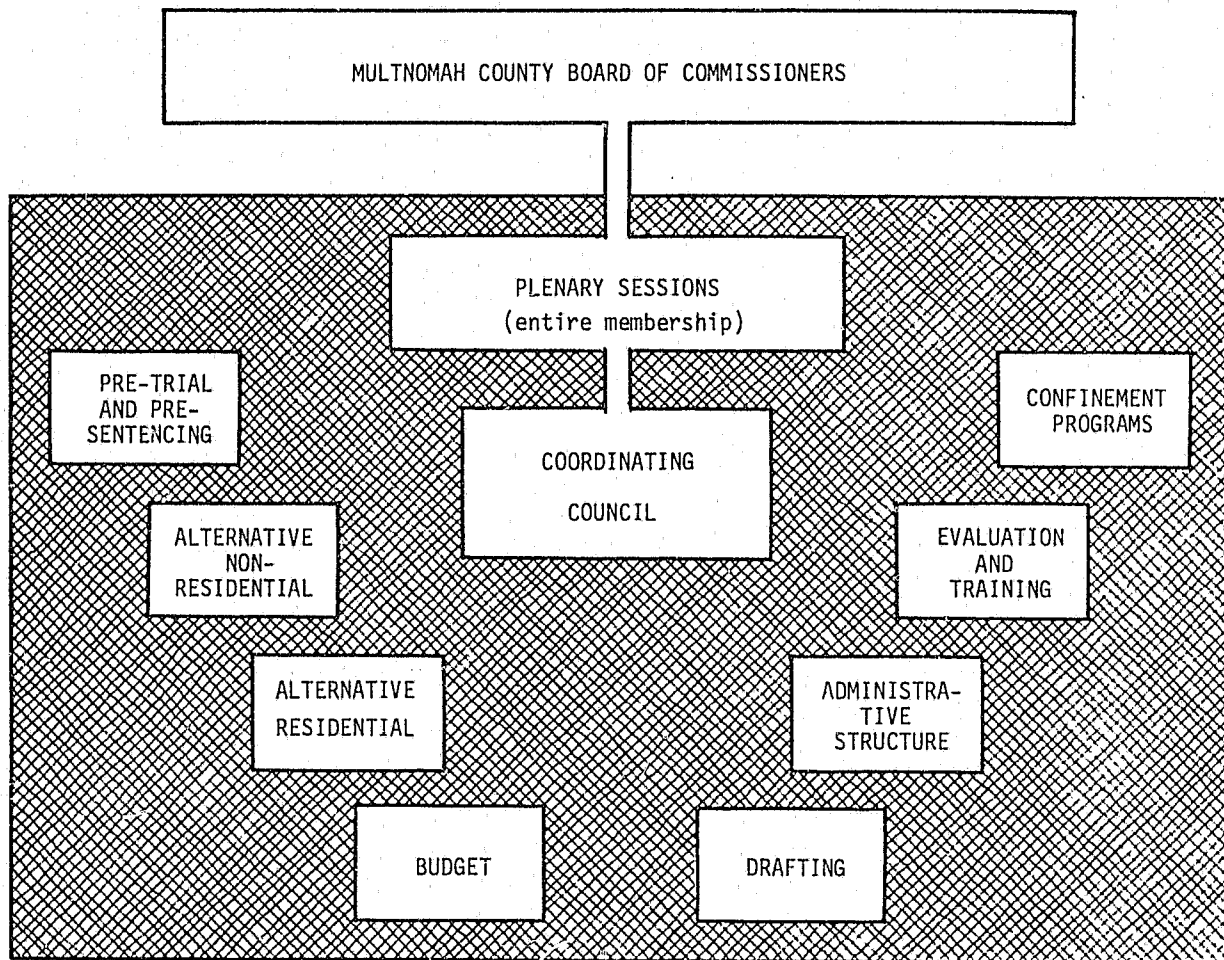 MULTNOMAH COUNTY BOARD OF COMMISSIONERS
PLENARY SESSIONS
(entire membership)
PRE-TRIAL
AND PRE-
SENTENCING
CONFINEMENT
PROGRAMS
COORDINATING
COUNCIL
ALTERNATIVE
NON-
RESIDENTIAL
EVALUATION
AND
TRAINING
ALTERNATIVE
RESIDENTIAL
ADMINISTRA-
TIVE
STRUCTURE
BUDGET
DRAFTING